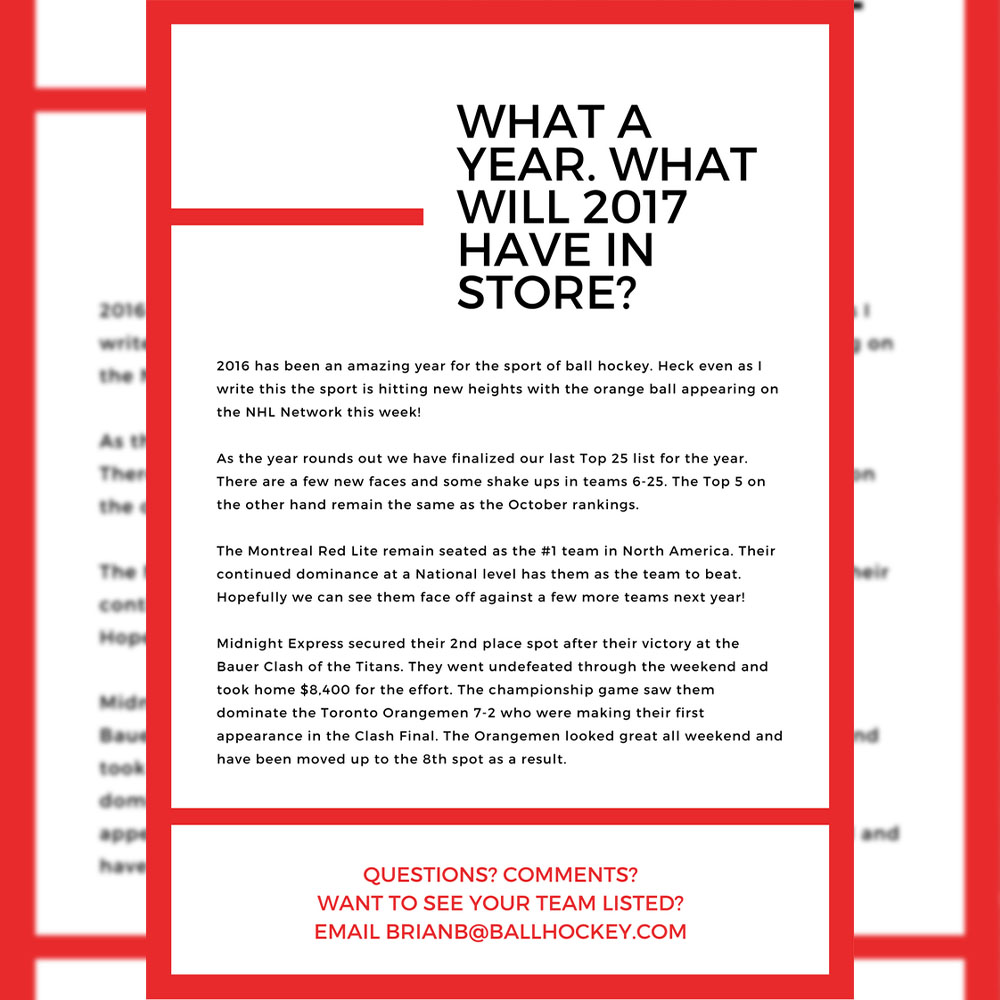 WHAT A
YEAR. WHAT
WILL 2017
HAVE IN
STORE?
2016 has been an amazing year for the sport of ball hockey. Heck even as I
write this the sport is hitting new heights with the orange ball appearing on
the NHL Network this week!
As the year rounds out we have finalized our last Top 25 list for the year.
There are a few new faces and some shake ups in teams 6-25. The Top 5 on
the other hand remain the same as the October rankings.
The Montreal Red Lite remain seated as the #1 team in North America. Their
continued dominance at a National level has them as the team to beat.
Hopefully we can see them face off against a few more teams next year!
Midnight Express secured their 2nd place spot after their victory at the
Bauer Clash of the Titans. They went undefeated through the weekend and
took home $8,400 for the effort. The championship game saw them
dominate the Toronto Orangemen 7-2 who were making their first
appearance in the Clash Final. The Orangemen looked great all weekend and
have been moved up to the 8th spot as a result.
QUESTIONS? COMMENTS?
WANT TO SEE YOUR TEAM LISTED?
EMAIL BRIANB@BALLHOCKEY.COM